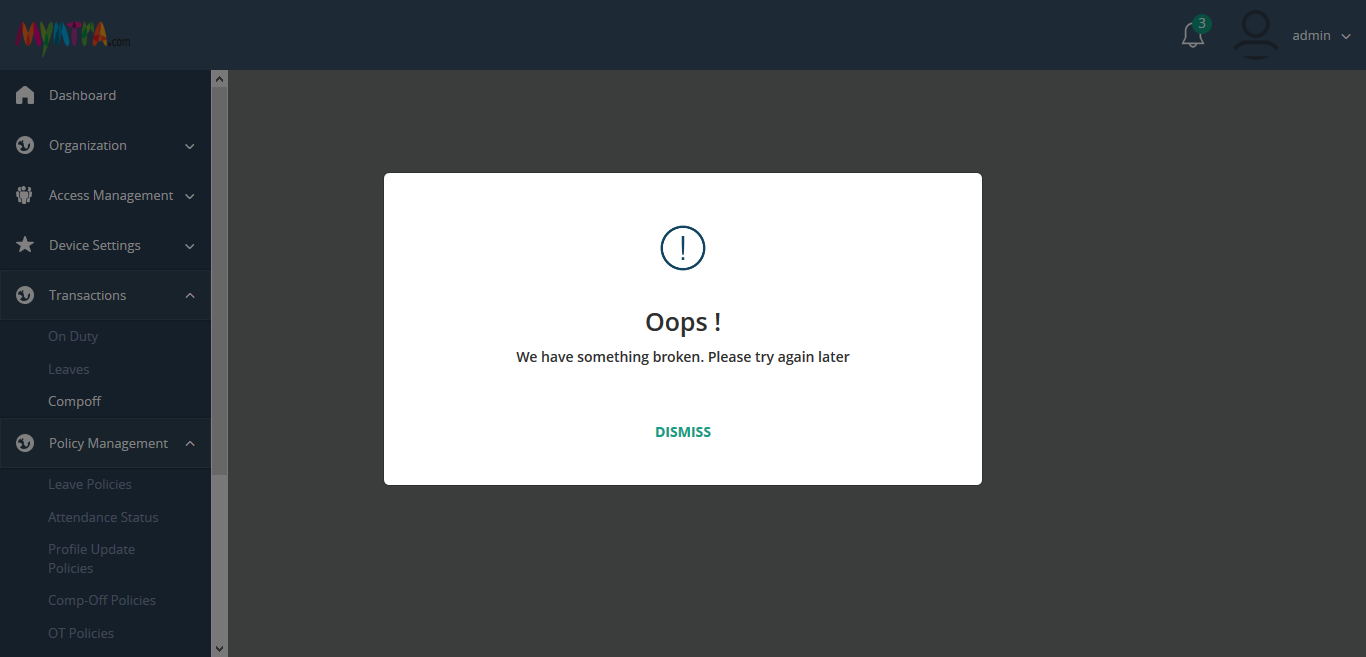 Myntra.com
3
admin
Dashboard
Organization
Access Management
Device Settings
Transactions
On Duty
Leaves
Compoff
Policy Management
Leave Policies
Attendance Status
Profile Update
Policies
Comp-Off Policies
OT Policies
Oops !
We have something broken. Please try again later
DISMISS